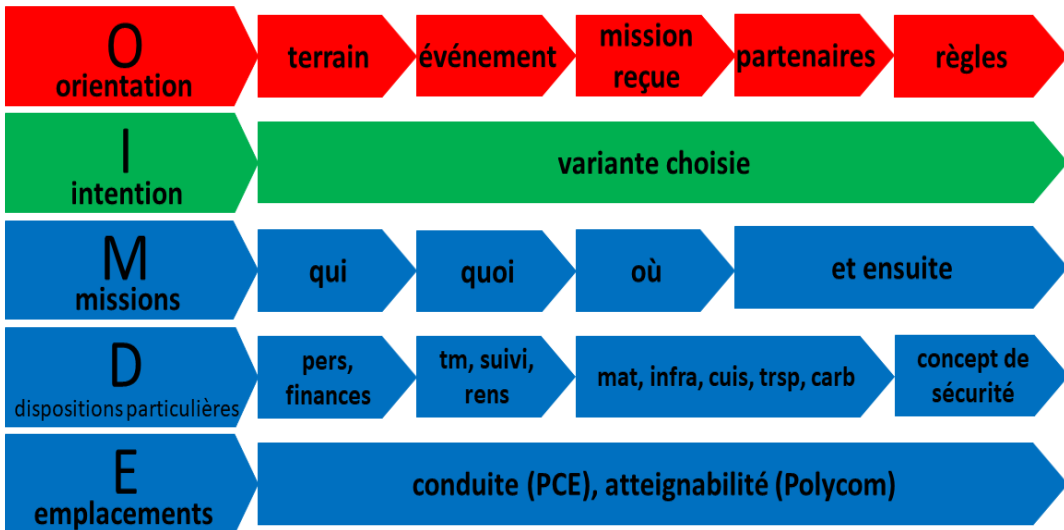 O
orientation
terrain
événement
mission
reçue
partenaires
règles
I
intention
variante choisie
M
missions
qui
quoi
où
et ensuite
D
dispositions particulières
pers,
finances
tm, suivi,
rens
mat, infra, cuis, trsp, carb
concept de
sécurité
E
emplacements
conduite (PCE), atteignabilité (Polycom)